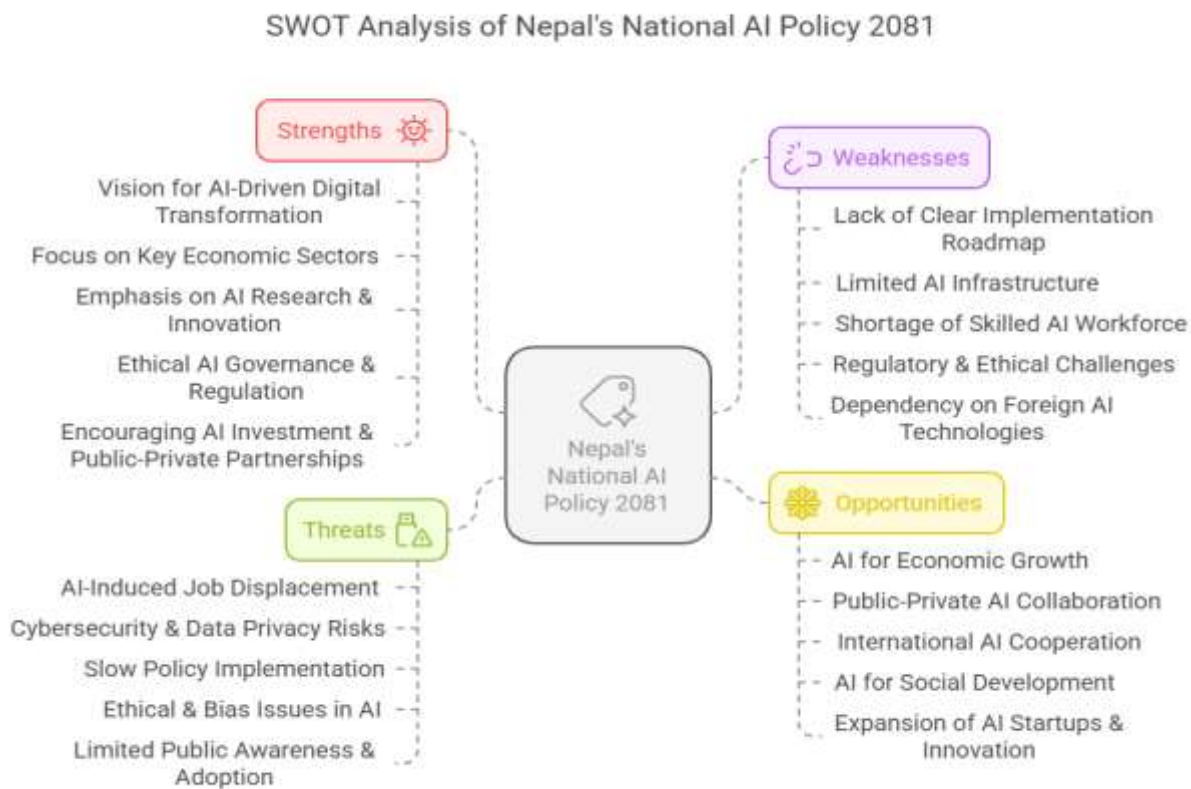 SWOT Analysis of Nepal's National AI Policy 2081
Strengths
Vision for AI-Driven Digital
Transformation
Focus on Key Economic Sectors
Emphasis on AI Research &
Innovation
Ethical AI Governance &
Regulation
Encouraging AI Investment &
Public-Private Partnerships
Weaknesses
Lack of Clear Implementation
Roadmap
Limited AI Infrastructure
Shortage of Skilled AI Workforce
Regulatory & Ethical Challenges
Dependency on Foreign AI
Technologies
Nepal's
National AI
Policy 2081
Threats
AI-Induced Job Displacement
Cybersecurity & Data Privacy Risks
Slow Policy Implementation
Ethical & Bias Issues in AI
Limited Public Awareness &
Adoption
Opportunities
AI for Economic Growth
Public-Private AI Collaboration
International AI Cooperation
AI for Social Development
Expansion of AI Startups &
Innovation